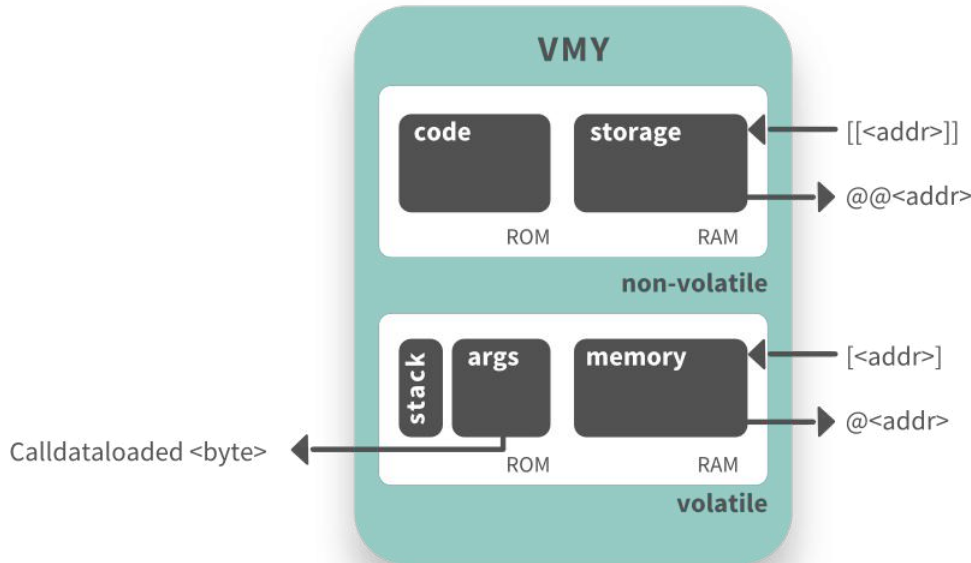 VMY
code
storage
[[<addr>]]
@@<addr>
ROM
RAM
non-volatile
stack
args
memory
[<addr>]
@<addr>
Calldataloaded <byte>
ROM
RAM
volatile